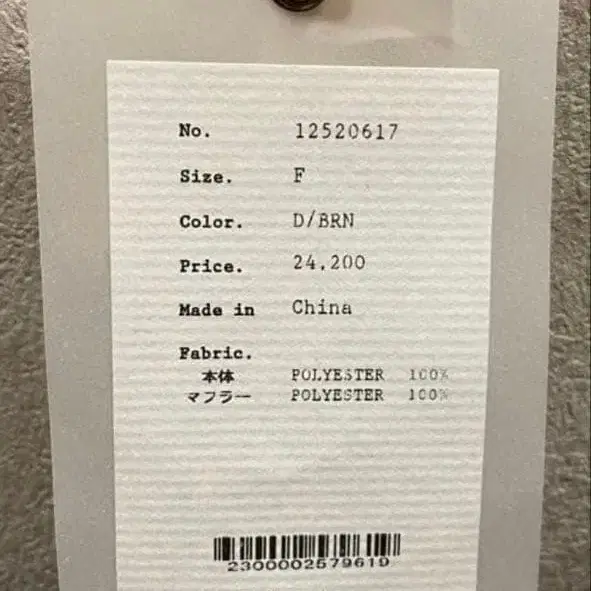 No. 12520617
Size. F
Color. D/BRN
Price. 24,200
Made in China
Fabric.
本体 POLYESTER 100%
マフラー POLYESTER 100%
2300002579619